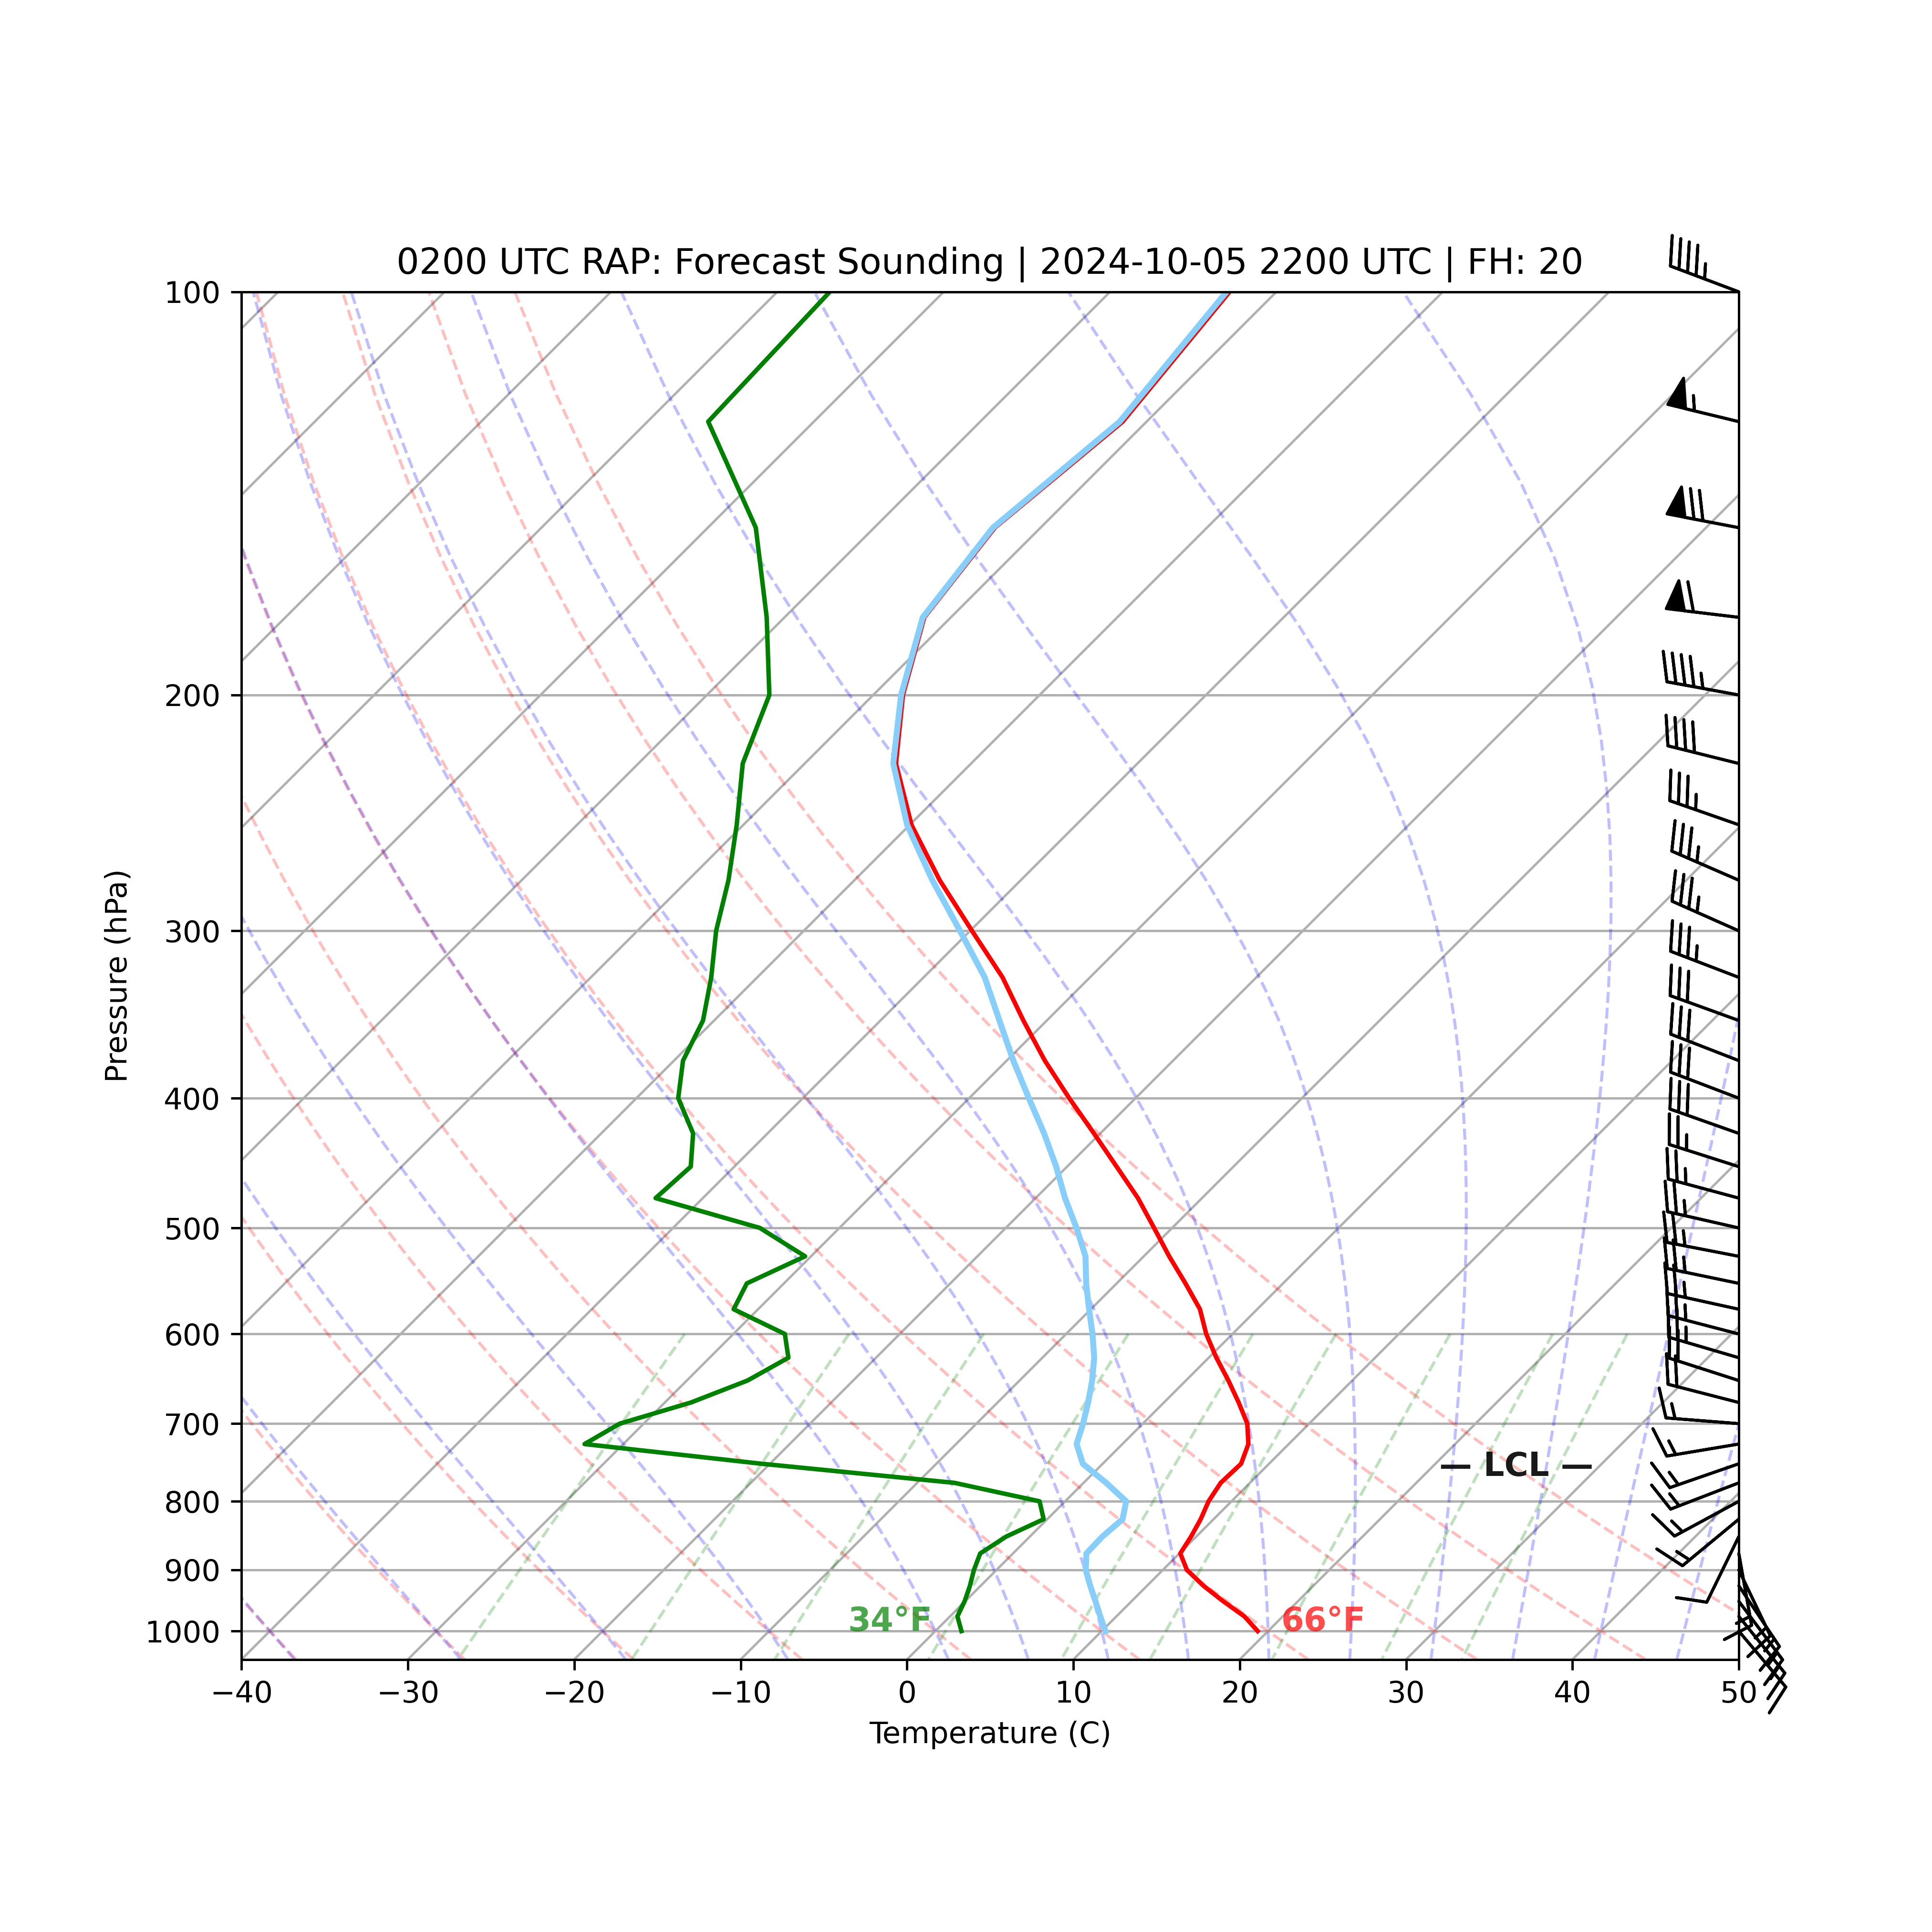 0200 UTC RAP: Forecast Sounding | 2024-10-05 2200 UTC | FH: 20
100
200
300
400
500
600
700
800
900
1000
Pressure (hPa)
— LCL —
34°F
66°F
−40 −30 −20 −10 0 10 20 30 40 50
Temperature (C)